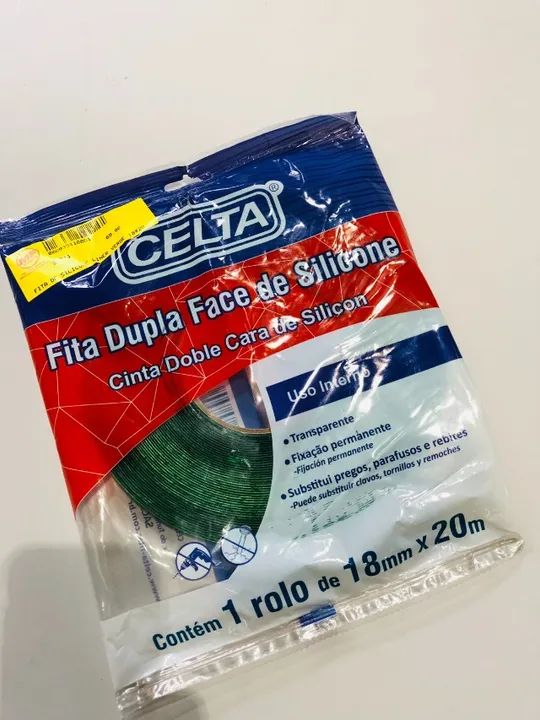 CELTA®
Fita Dupla Face de Silicone
Cinta Doble Cara de Silicon
Uso Interno
• Transparente
• Fixação permanente
-Fijación permanente
• Substitui pregos, parafusos e rebites
-Puede substituir clavos, tornillos y remoches
Contém 1 rolo de 18mm x 20m